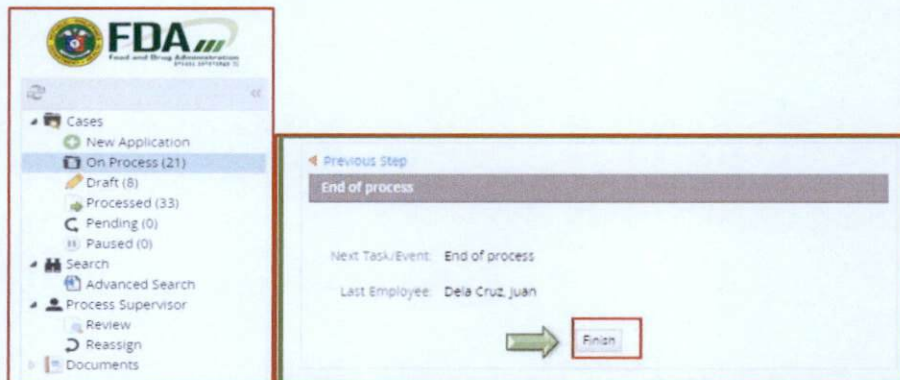 FDA
Food and Drug Administration
PHILIPPINES
Cases
New Application
On Process (21)
Draft (8)
Processed (33)
Pending (0)
Paused (0)
Search
Advanced Search
Process Supervisor
Review
Reassign
Documents
Previous Step
End of process
Next Task/Event: End of process
Last Employee: Dela Cruz, Juan
Finish